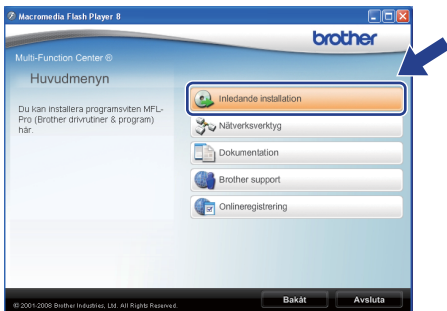 Macromedia Flash Player 8
brother
Multi-Function Center ®
Huvudmenyn
Du kan installera programsviten MFL-
Pro (Brother drivrutiner & program)
här.
Inledande installation
Nätverksverktyg
Dokumentation
Brother support
Onlineregistrering
© 2001-2008 Brother Industries, Ltd. All Rights Reserved.
Bakåt
Avsluta